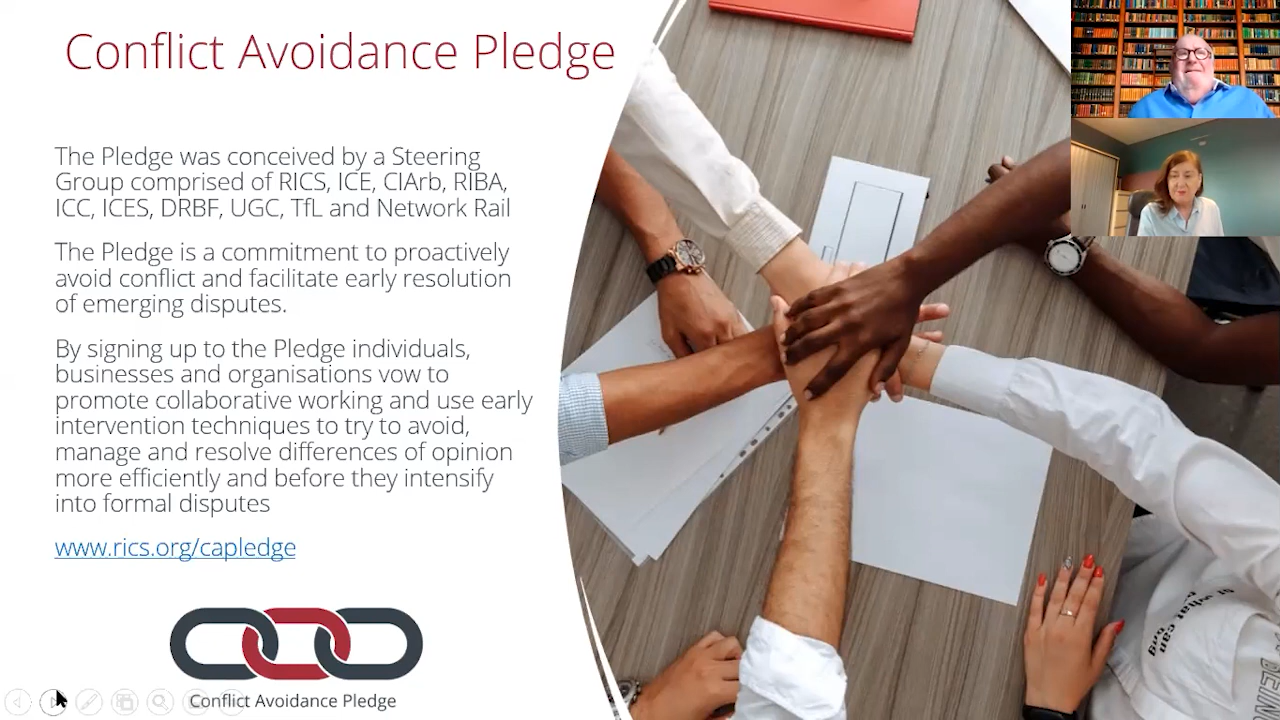 Conflict Avoidance Pledge
The Pledge was conceived by a Steering
Group comprised of RICS, ICE, CIArb, RIBA,
ICC, ICES, DRBF, UGC, TfL and Network Rail
The Pledge is a commitment to proactively
avoid conflict and facilitate early resolution
of emerging disputes.
By signing up to the Pledge individuals,
businesses and organisations vow to
promote collaborative working and use early
intervention techniques to try to avoid,
manage and resolve differences of opinion
more efficiently and before they intensify
into formal disputes
www.rics.org/capledge
Conflict Avoidance Pledge